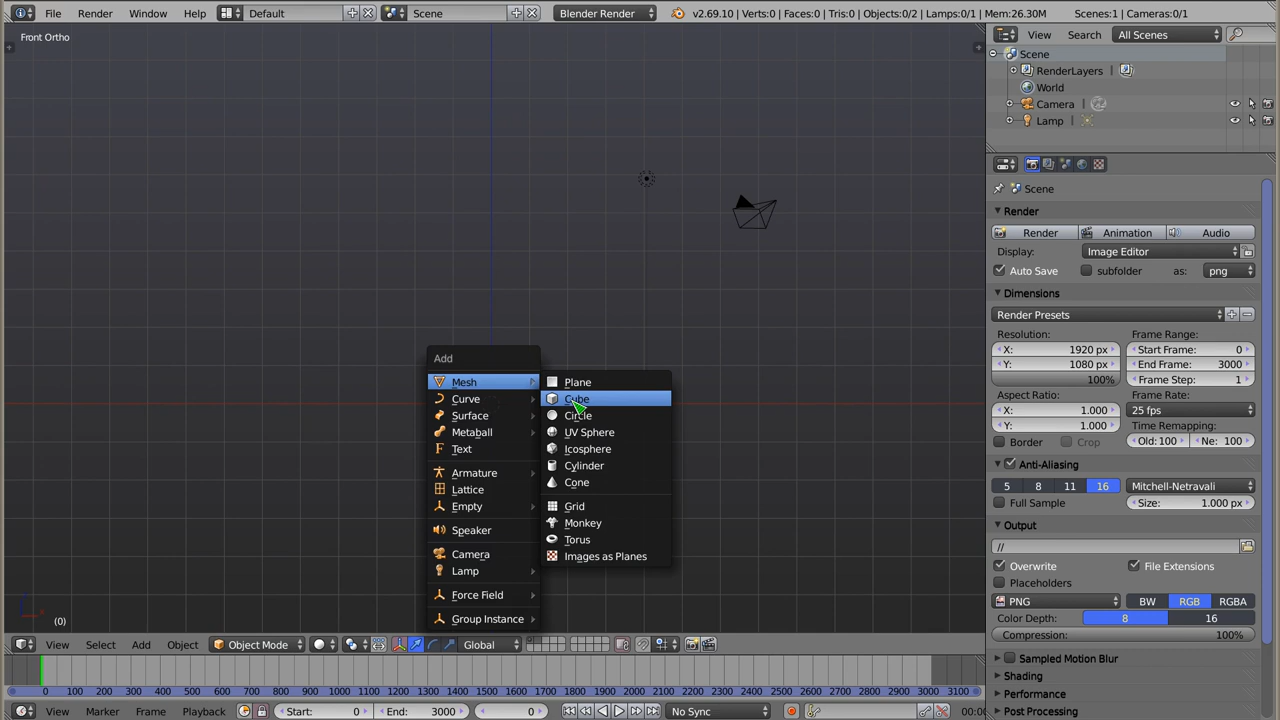 File Render Window Help Default Scene Blender Render v2.69.10 | Verts:0 | Faces:0 | Tris:0 | Objects:0/2 | Lamps:0/1 | Mem:26.30M Scenes:1 | Cameras:0/1
Front Ortho
View Search All Scenes
Scene
RenderLayers
World
Camera
Lamp
Scene
Render
Render Animation Audio
Display: Image Editor
Auto Save subfolder as: png
Dimensions
Render Presets
Resolution: Frame Range:
X: 1920 px Start Frame: 0
Y: 1080 px End Frame: 3000
100% Frame Step: 1
Aspect Ratio: Frame Rate:
X: 1.000 25 fps
Y: 1.000 Time Remapping:
Border Crop Old: 100 Ne: 100
Anti-Aliasing
5 8 11 16 Mitchell-Netravali
Full Sample Size: 1.000 px
Output
//
Overwrite File Extensions
Placeholders
PNG BW RGB RGBA
Color Depth: 8 16
Compression: 100%
Sampled Motion Blur
Shading
Performance
Post Processing
Add
Mesh
Curve
Surface
Metaball
Text
Armature
Lattice
Empty
Speaker
Camera
Lamp
Force Field
Group Instance
Plane
Cube
Circle
UV Sphere
Icosphere
Cylinder
Cone
Grid
Monkey
Torus
Images as Planes
(0)
View Select Add Object Object Mode Global
0 100 200 300 400 500 600 700 800 900 1000 1100 1200 1300 1400 1500 1600 1700 1800 1900 2000 2100 2200 2300 2400 2500 2600 2700 2800 2900 3000 3100
View Marker Frame Playback Start: 0 End: 3000 0 No Sync